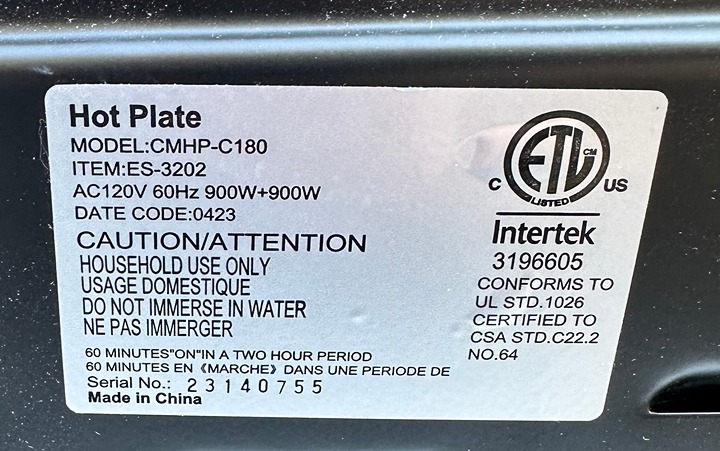 Hot Plate
MODEL:CMHP-C180
ITEM:ES-3202
AC120V 60Hz 900W+900W
DATE CODE:0423
CAUTION/ATTENTION
HOUSEHOLD USE ONLY
USAGE DOMESTIQUE
DO NOT IMMERSE IN WATER
NE PAS IMMERGER
60 MINUTES"ON"IN A TWO HOUR PERIOD
60 MINUTES EN《MARCHE》DANS UNE PERIODE DE
Serial No.: 23140755
Made in China
ETL CM
C US
LISTED
Intertek
3196605
CONFORMS TO
UL STD.1026
CERTIFIED TO
CSA STD.C22.2
NO.64